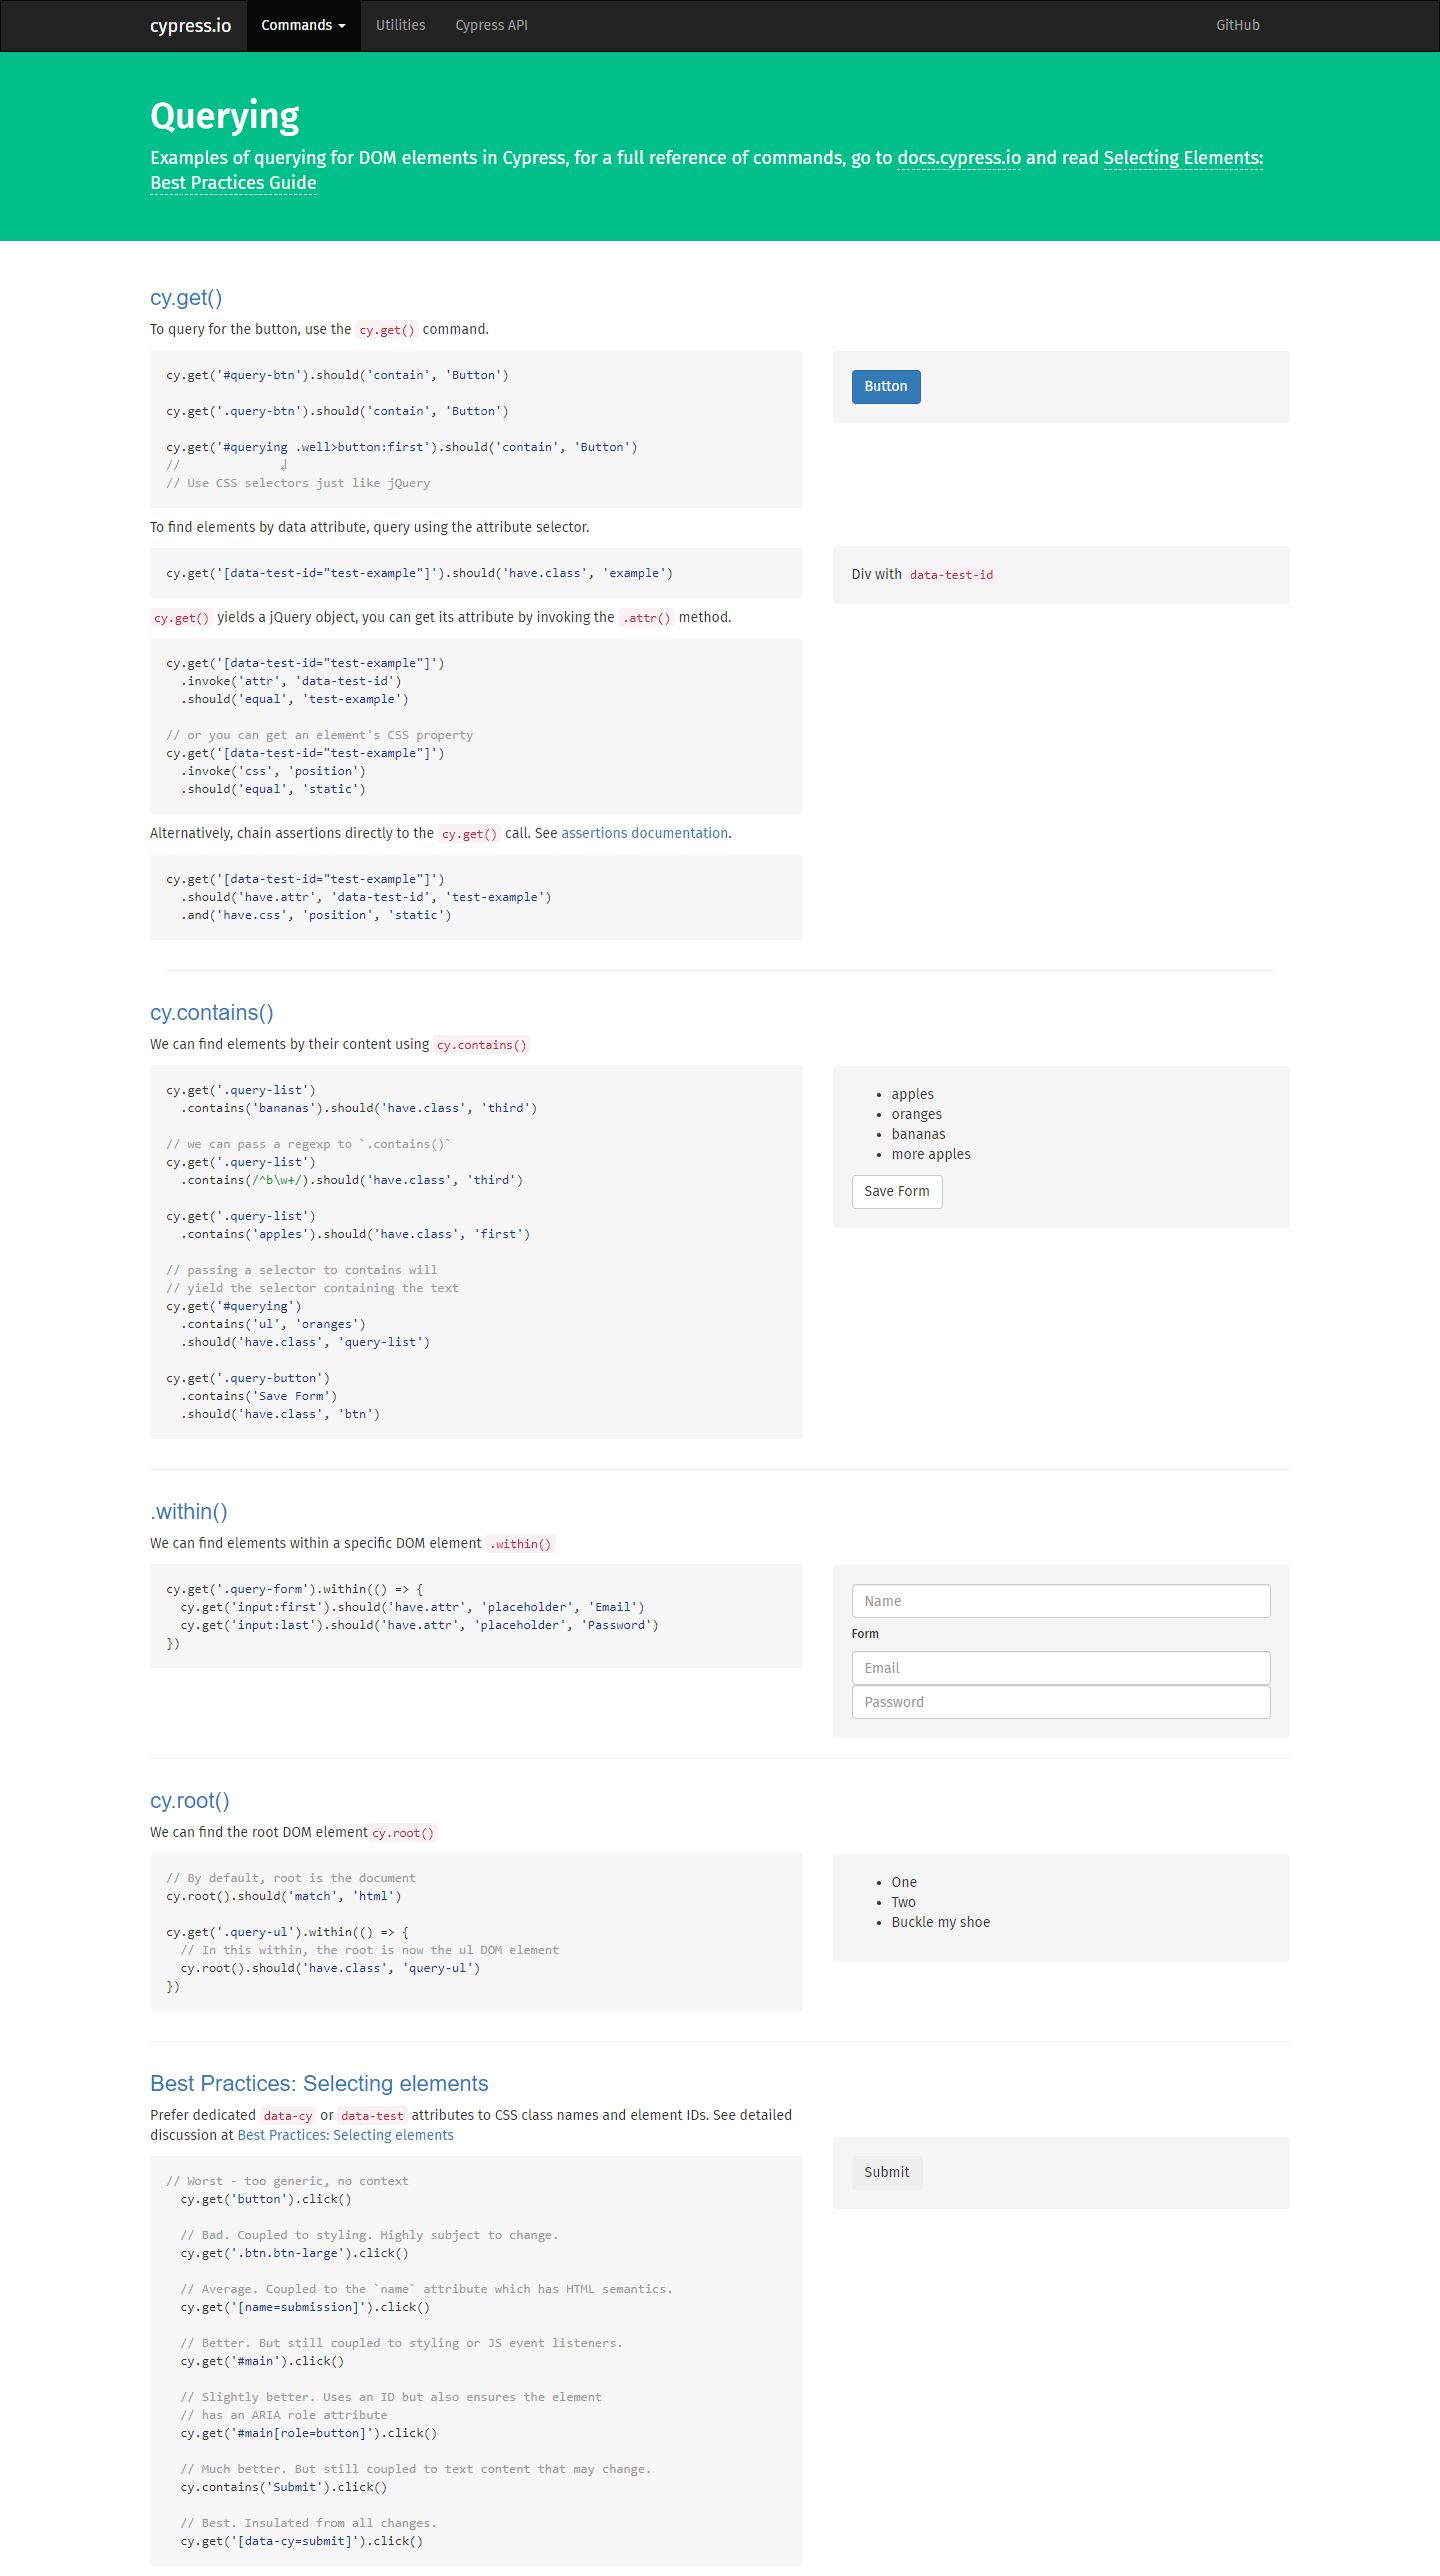 cypress.io Commands Utilities Cypress API GitHub
Querying
Examples of querying for DOM elements in Cypress, for a full reference of commands, go to docs.cypress.io and read Selecting Elements:
Best Practices Guide
cy.get()
To query for the button, use the cy.get() command.
cy.get('#query-btn').should('contain', 'Button')
cy.get('.query-btn').should('contain', 'Button')
cy.get('#querying .well>button:first').should('contain', 'Button')
//              ↲
// Use CSS selectors just like jQuery
Button
To find elements by data attribute, query using the attribute selector.
cy.get('[data-test-id="test-example"]').should('have.class', 'example')
Div with data-test-id
cy.get() yields a jQuery object, you can get its attribute by invoking the .attr() method.
cy.get('[data-test-id="test-example"]')
  .invoke('attr', 'data-test-id')
  .should('equal', 'test-example')
// or you can get an element's CSS property
cy.get('[data-test-id="test-example"]')
  .invoke('css', 'position')
  .should('equal', 'static')
Alternatively, chain assertions directly to the cy.get() call. See assertions documentation.
cy.get('[data-test-id="test-example"]')
  .should('have.attr', 'data-test-id', 'test-example')
  .and('have.css', 'position', 'static')
cy.contains()
We can find elements by their content using cy.contains()
cy.get('.query-list')
  .contains('bananas').should('have.class', 'third')
// we can pass a regexp to `.contains()`
cy.get('.query-list')
  .contains(/^b\w+/).should('have.class', 'third')
cy.get('.query-list')
  .contains('apples').should('have.class', 'first')
// passing a selector to contains will
// yield the selector containing the text
cy.get('#querying')
  .contains('ul', 'oranges')
  .should('have.class', 'query-list')
cy.get('.query-button')
  .contains('Save Form')
  .should('have.class', 'btn')
• apples
• oranges
• bananas
• more apples
Save Form
.within()
We can find elements within a specific DOM element .within()
cy.get('.query-form').within(() => {
  cy.get('input:first').should('have.attr', 'placeholder', 'Email')
  cy.get('input:last').should('have.attr', 'placeholder', 'Password')
})
Name
Form
Email
Password
cy.root()
We can find the root DOM element cy.root()
// By default, root is the document
cy.root().should('match', 'html')
cy.get('.query-ul').within(() => {
  // In this within, the root is now the ul DOM element
  cy.root().should('have.class', 'query-ul')
})
• One
• Two
• Buckle my shoe
Best Practices: Selecting elements
Prefer dedicated data-cy or data-test attributes to CSS class names and element IDs. See detailed
discussion at Best Practices: Selecting elements
// Worst - too generic, no context
  cy.get('button').click()
  // Bad. Coupled to styling. Highly subject to change.
  cy.get('.btn.btn-large').click()
  // Average. Coupled to the `name` attribute which has HTML semantics.
  cy.get('[name=submission]').click()
  // Better. But still coupled to styling or JS event listeners.
  cy.get('#main').click()
  // Slightly better. Uses an ID but also ensures the element
  // has an ARIA role attribute
  cy.get('#main[role=button]').click()
  // Much better. But still coupled to text content that may change.
  cy.contains('Submit').click()
  // Best. Insulated from all changes.
  cy.get('[data-cy=submit]').click()
Submit